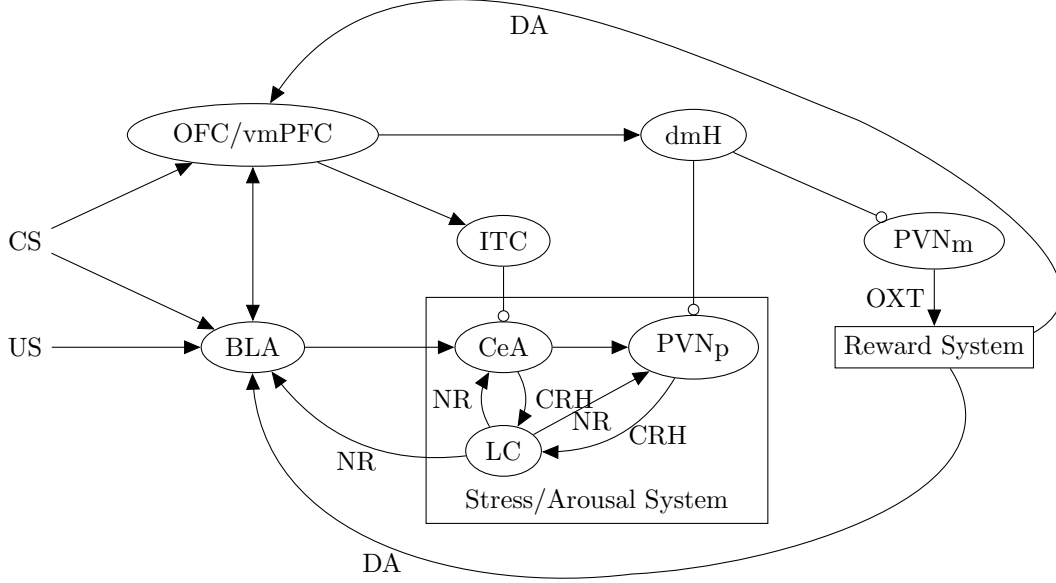 DA
OFC/vmPFC
dmH
CS
ITC
PVNm
OXT
US
BLA
CeA
PVNp
Reward System
NR
CRH
NR
CRH
LC
NR
Stress/Arousal System
DA